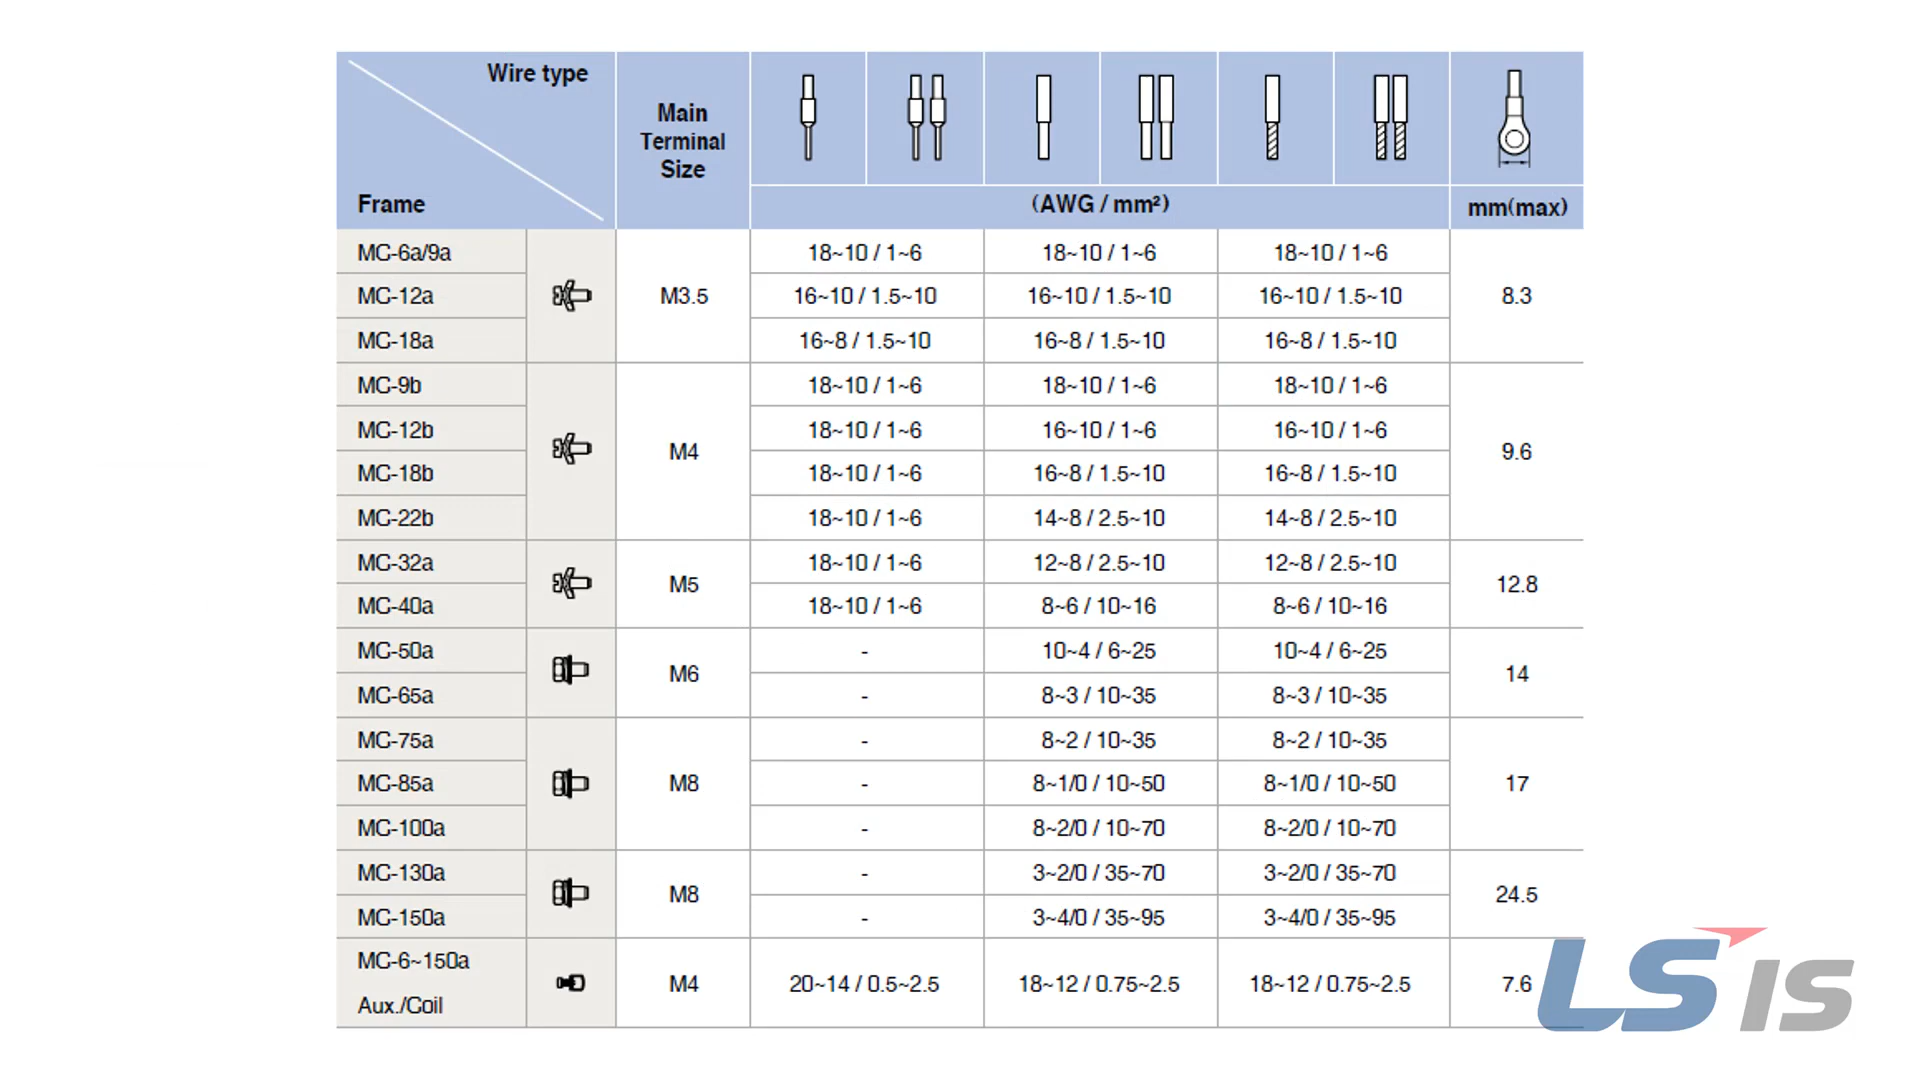 Wire type
Frame
Main
Terminal
Size
(AWG / mm²)
mm(max)
MC-6a/9a 18~10 / 1~6 18~10 / 1~6 18~10 / 1~6
MC-12a M3.5 16~10 / 1.5~10 16~10 / 1.5~10 16~10 / 1.5~10 8.3
MC-18a 16~8 / 1.5~10 16~8 / 1.5~10 16~8 / 1.5~10
MC-9b 18~10 / 1~6 18~10 / 1~6 18~10 / 1~6
MC-12b 18~10 / 1~6 16~10 / 1~6 16~10 / 1~6
M4 9.6
MC-18b 18~10 / 1~6 16~8 / 1.5~10 16~8 / 1.5~10
MC-22b 18~10 / 1~6 14~8 / 2.5~10 14~8 / 2.5~10
MC-32a 18~10 / 1~6 12~8 / 2.5~10 12~8 / 2.5~10
M5 12.8
MC-40a 18~10 / 1~6 8~6 / 10~16 8~6 / 10~16
MC-50a - 10~4 / 6~25 10~4 / 6~25
M6 14
MC-65a - 8~3 / 10~35 8~3 / 10~35
MC-75a - 8~2 / 10~35 8~2 / 10~35
MC-85a M8 - 8~1/0 / 10~50 8~1/0 / 10~50 17
MC-100a - 8~2/0 / 10~70 8~2/0 / 10~70
MC-130a - 3~2/0 / 35~70 3~2/0 / 35~70
M8 24.5
MC-150a - 3~4/0 / 35~95 3~4/0 / 35~95
MC-6~150a
M4 20~14 / 0.5~2.5 18~12 / 0.75~2.5 18~12 / 0.75~2.5 7.6
Aux./Coil
LS IS